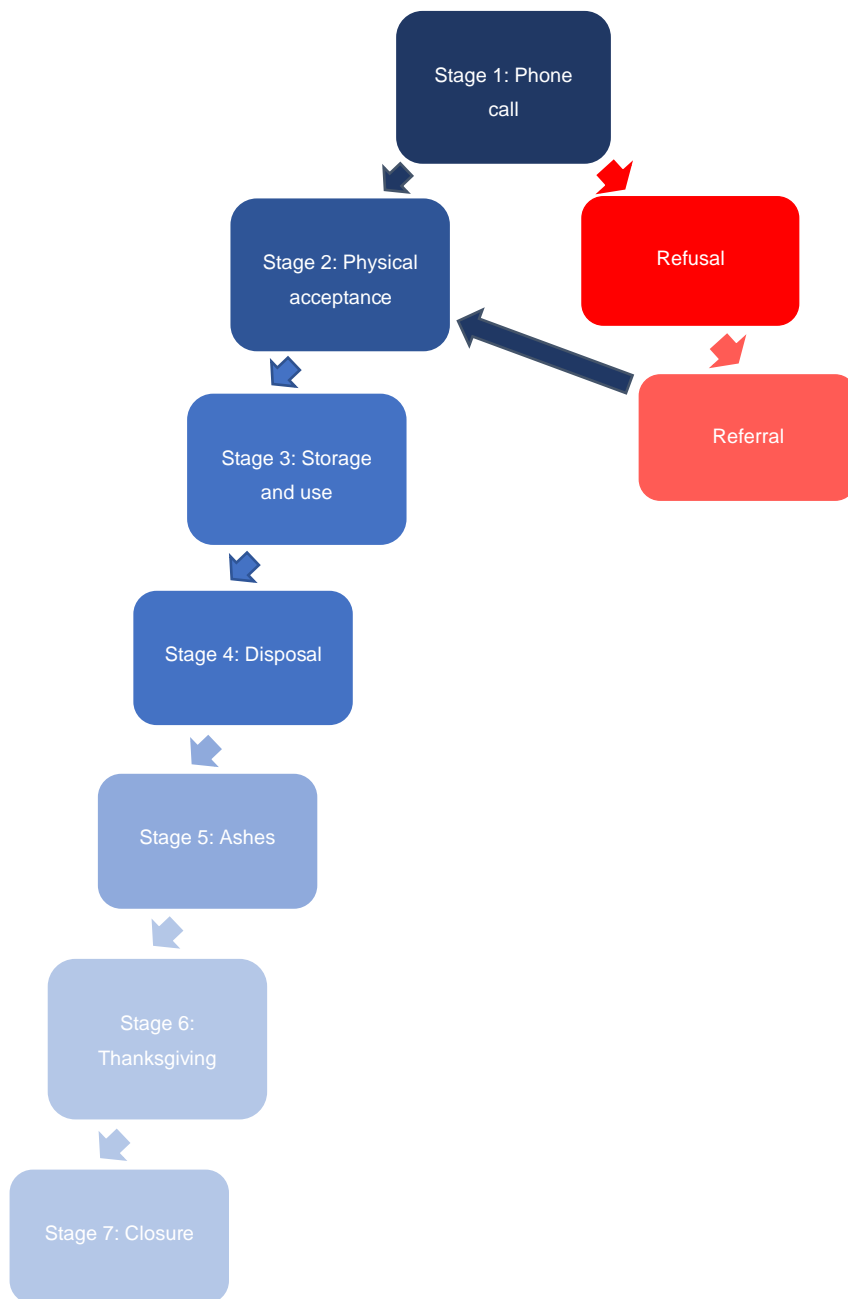 Stage 1: Phone
call
Refusal
Stage 2: Physical
acceptance
Referral
Stage 3: Storage
and use
Stage 4: Disposal
Stage 5: Ashes
Stage 6:
Thanksgiving
Stage 7: Closure